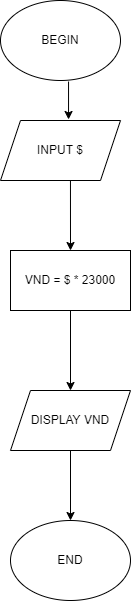 BEGIN
INPUT $
VND = $ * 23000
DISPLAY VND
END